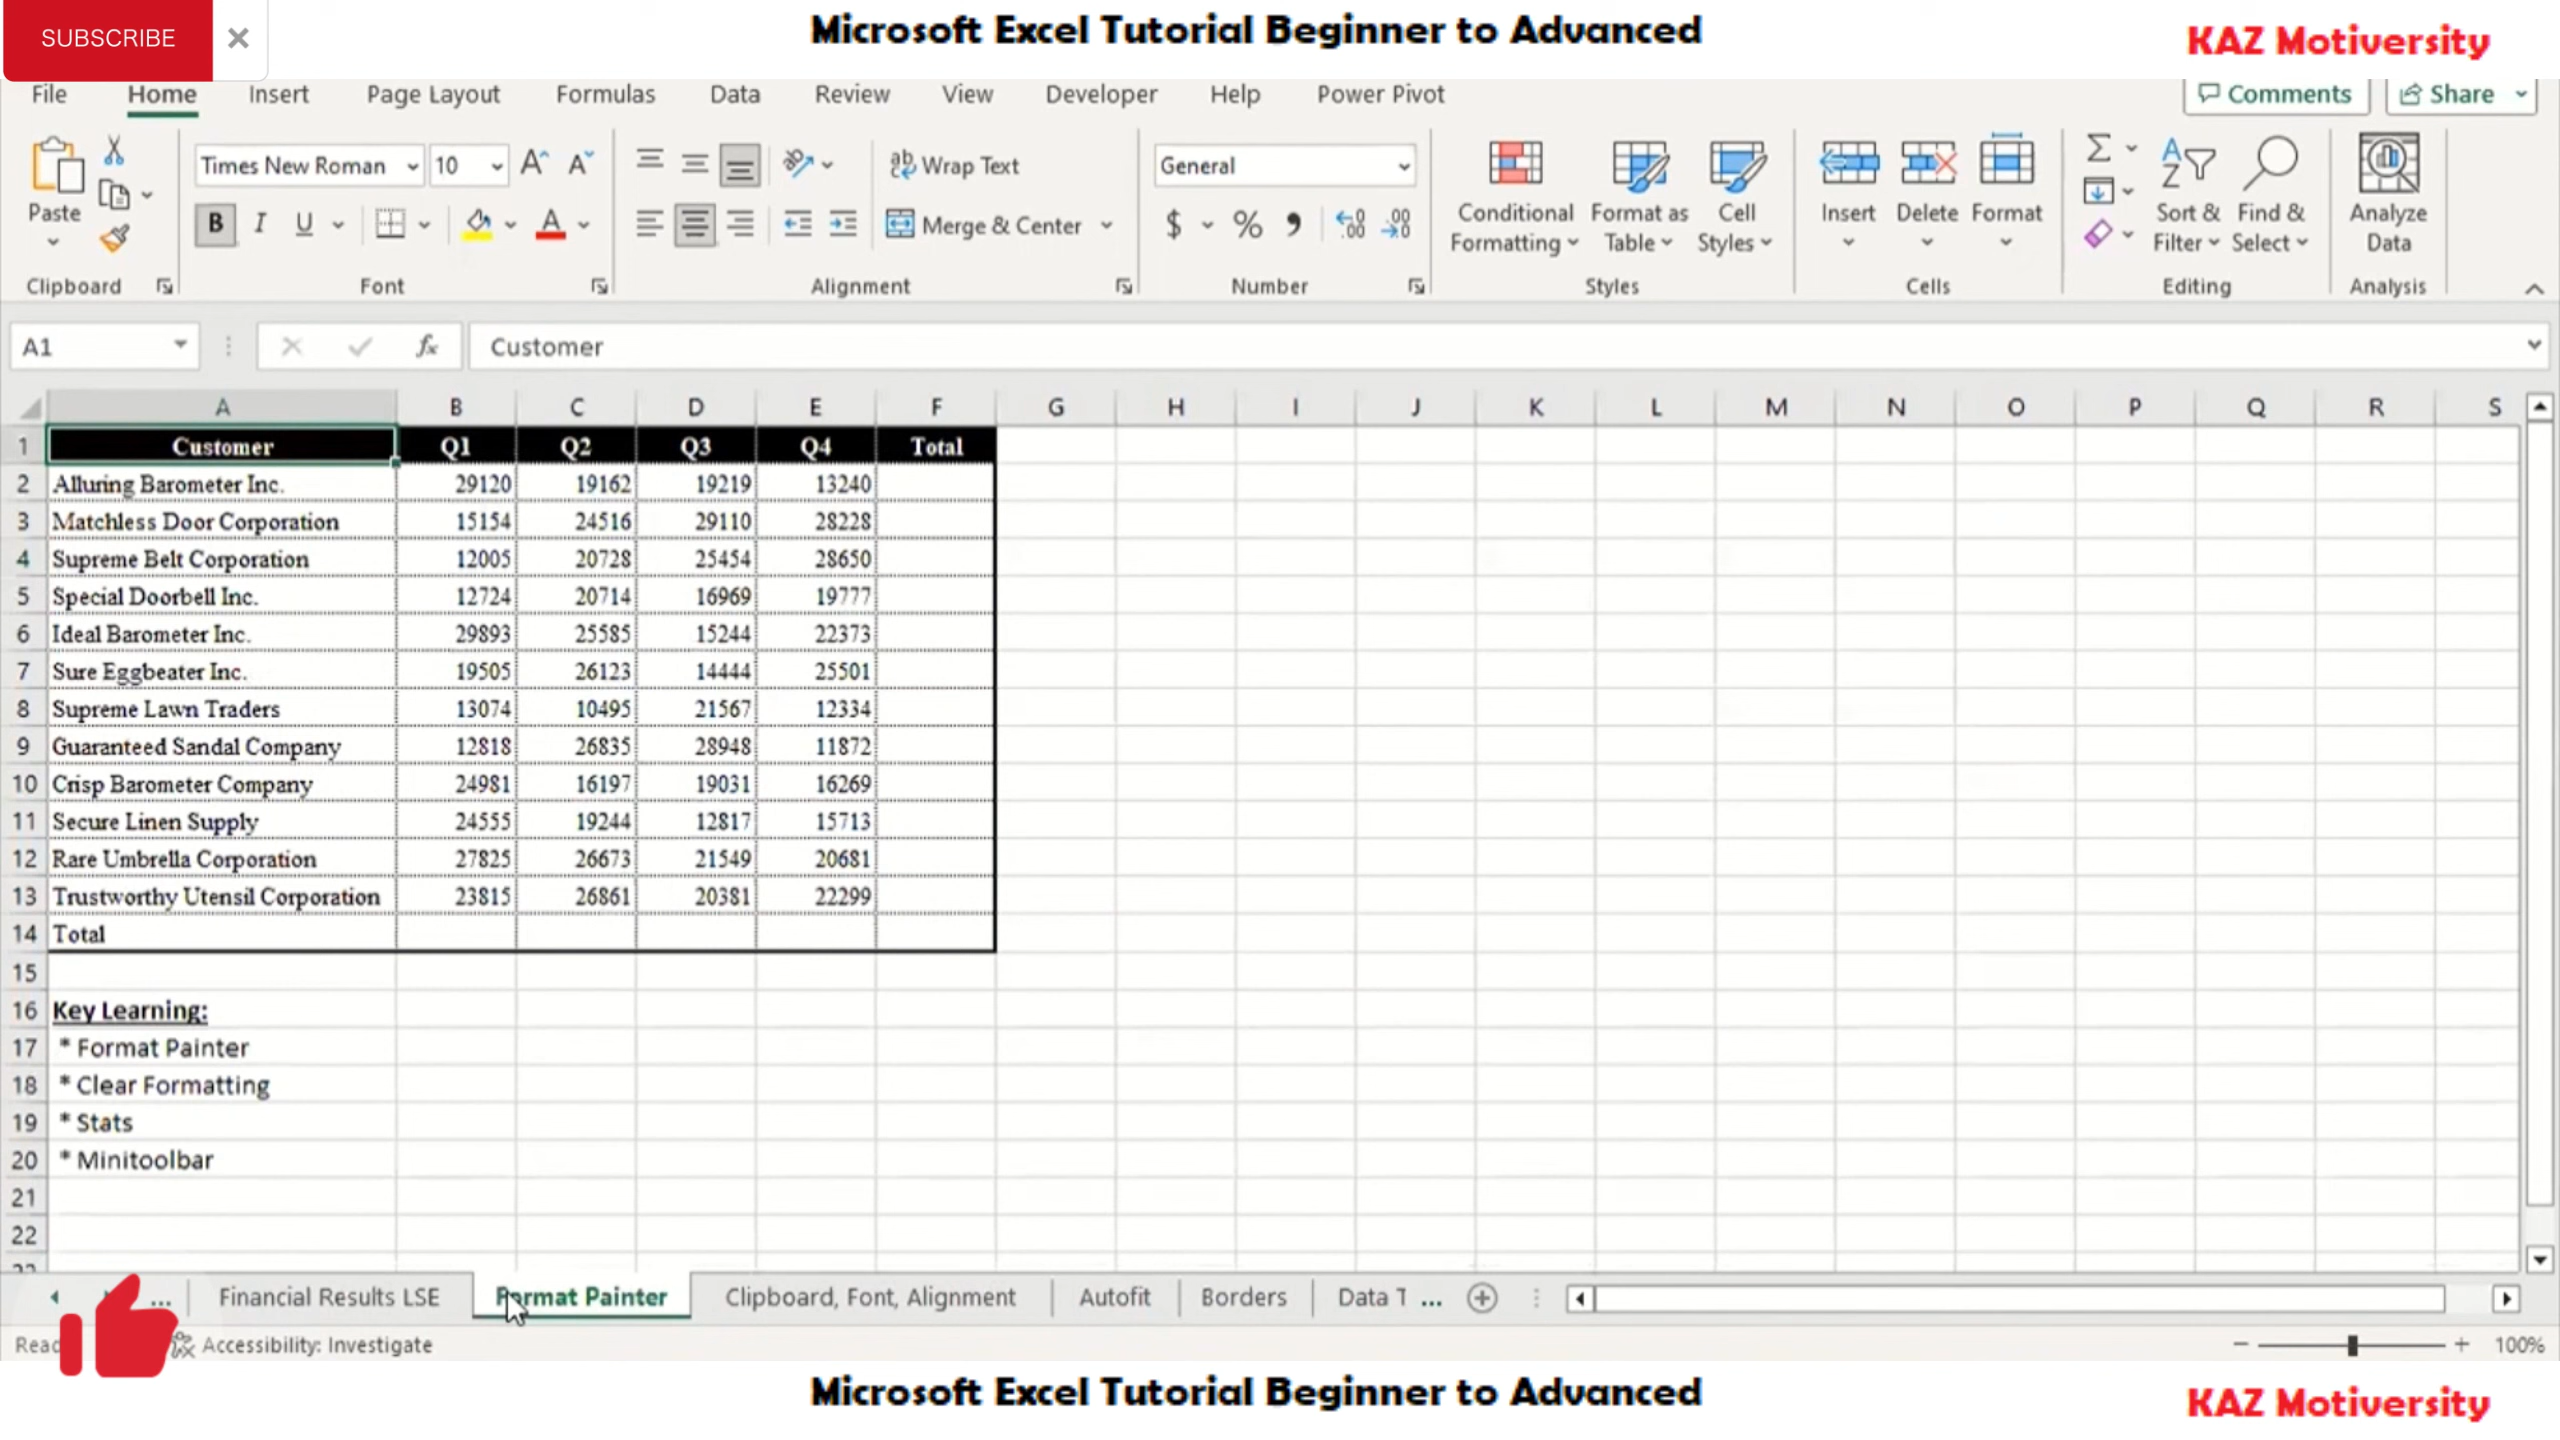 SUBSCRIBE
Microsoft Excel Tutorial Beginner to Advanced
KAZ Motiversity
File Home Insert Page Layout Formulas Data Review View Developer Help Power Pivot Comments Share
Times New Roman 10 Wrap Text General
Paste Merge & Center $ % Conditional Formatting Format as Table Cell Styles Insert Delete Format Sort & Filter Find & Select Analyze Data
Clipboard Font Alignment Number Styles Cells Editing Analysis
A1 fx Customer
A B C D E F G H I J K L M N O P Q R S
1 Customer Q1 Q2 Q3 Q4 Total
2 Alluring Barometer Inc. 29120 19162 19219 13240
3 Matchless Door Corporation 15154 24516 29110 28228
4 Supreme Belt Corporation 12005 20728 25454 28650
5 Special Doorbell Inc. 12724 20714 16969 19777
6 Ideal Barometer Inc. 29893 25585 15244 22373
7 Sure Eggbeater Inc. 19505 26123 14444 25501
8 Supreme Lawn Traders 13074 10495 21567 12334
9 Guaranteed Sandal Company 12818 26835 28948 11872
10 Crisp Barometer Company 24981 16197 19031 16269
11 Secure Linen Supply 24555 19244 12817 15713
12 Rare Umbrella Corporation 27825 26673 21549 20681
13 Trustworthy Utensil Corporation 23815 26861 20381 22299
14 Total
15
16 Key Learning:
17 * Format Painter
18 * Clear Formatting
19 * Stats
20 * Minitoolbar
21
22
... Financial Results LSE Format Painter Clipboard, Font, Alignment Autofit Borders Data T ...
Accessibility: Investigate 100%
Microsoft Excel Tutorial Beginner to Advanced
KAZ Motiversity